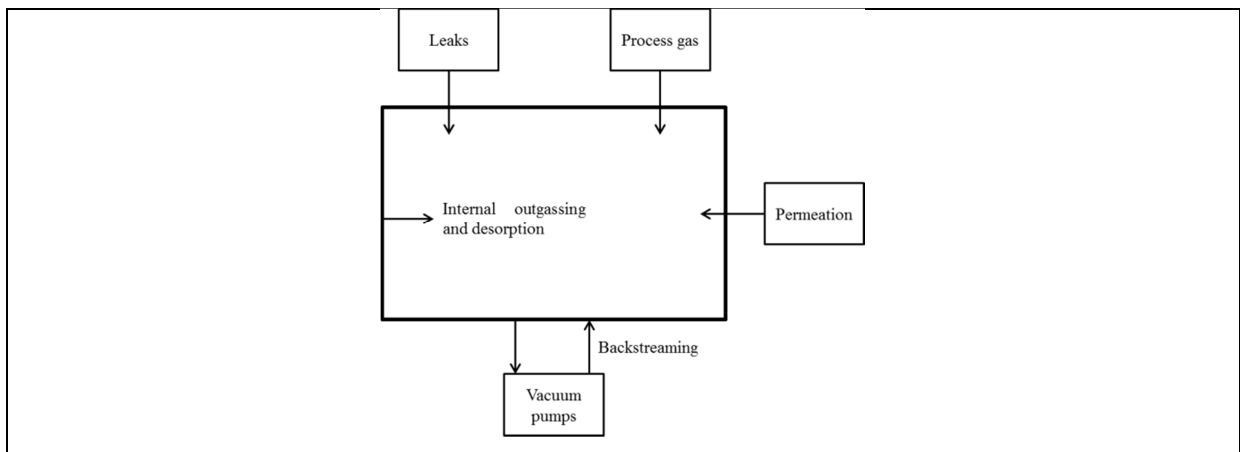 Leaks
Process gas
Internal outgassing
and desorption
Permeation
Backstreaming
Vacuum
pumps